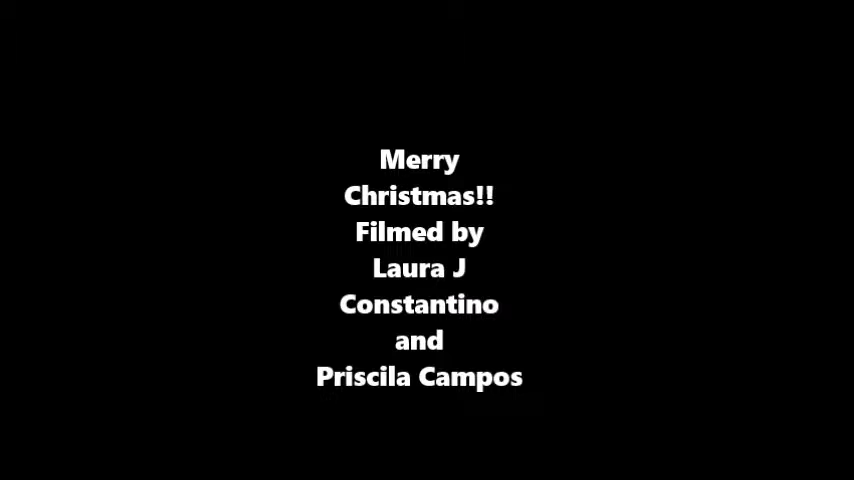 Merry
Christmas!!
Filmed by
Laura J
Constantino
and
Priscila Campos